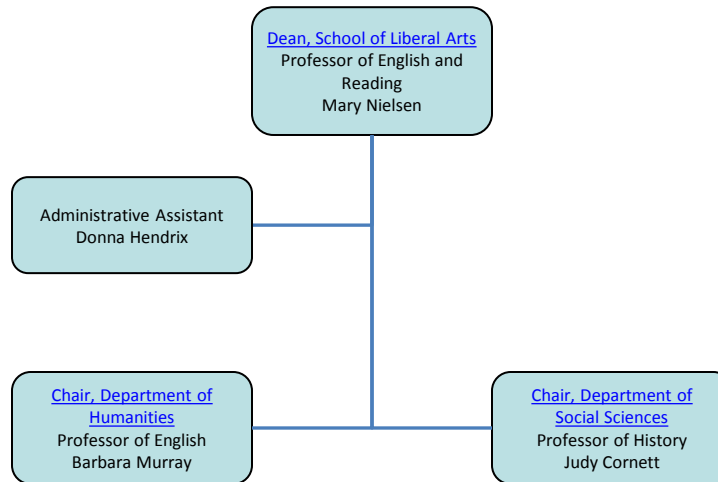 Dean, School of Liberal Arts
Professor of English and
Reading
Mary Nielsen
Administrative Assistant
Donna Hendrix
Chair, Department of
Humanities
Professor of English
Barbara Murray
Chair, Department of
Social Sciences
Professor of History
Judy Cornett